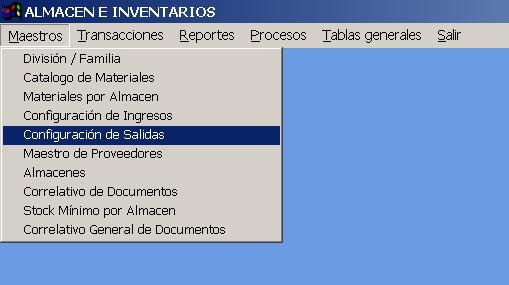 ALMACEN E INVENTARIOS
Maestros Transacciones Reportes Procesos Tablas generales Salir
División / Familia
Catalogo de Materiales
Materiales por Almacen
Configuración de Ingresos
Configuración de Salidas
Maestro de Proveedores
Almacenes
Correlativo de Documentos
Stock Mínimo por Almacen
Correlativo General de Documentos